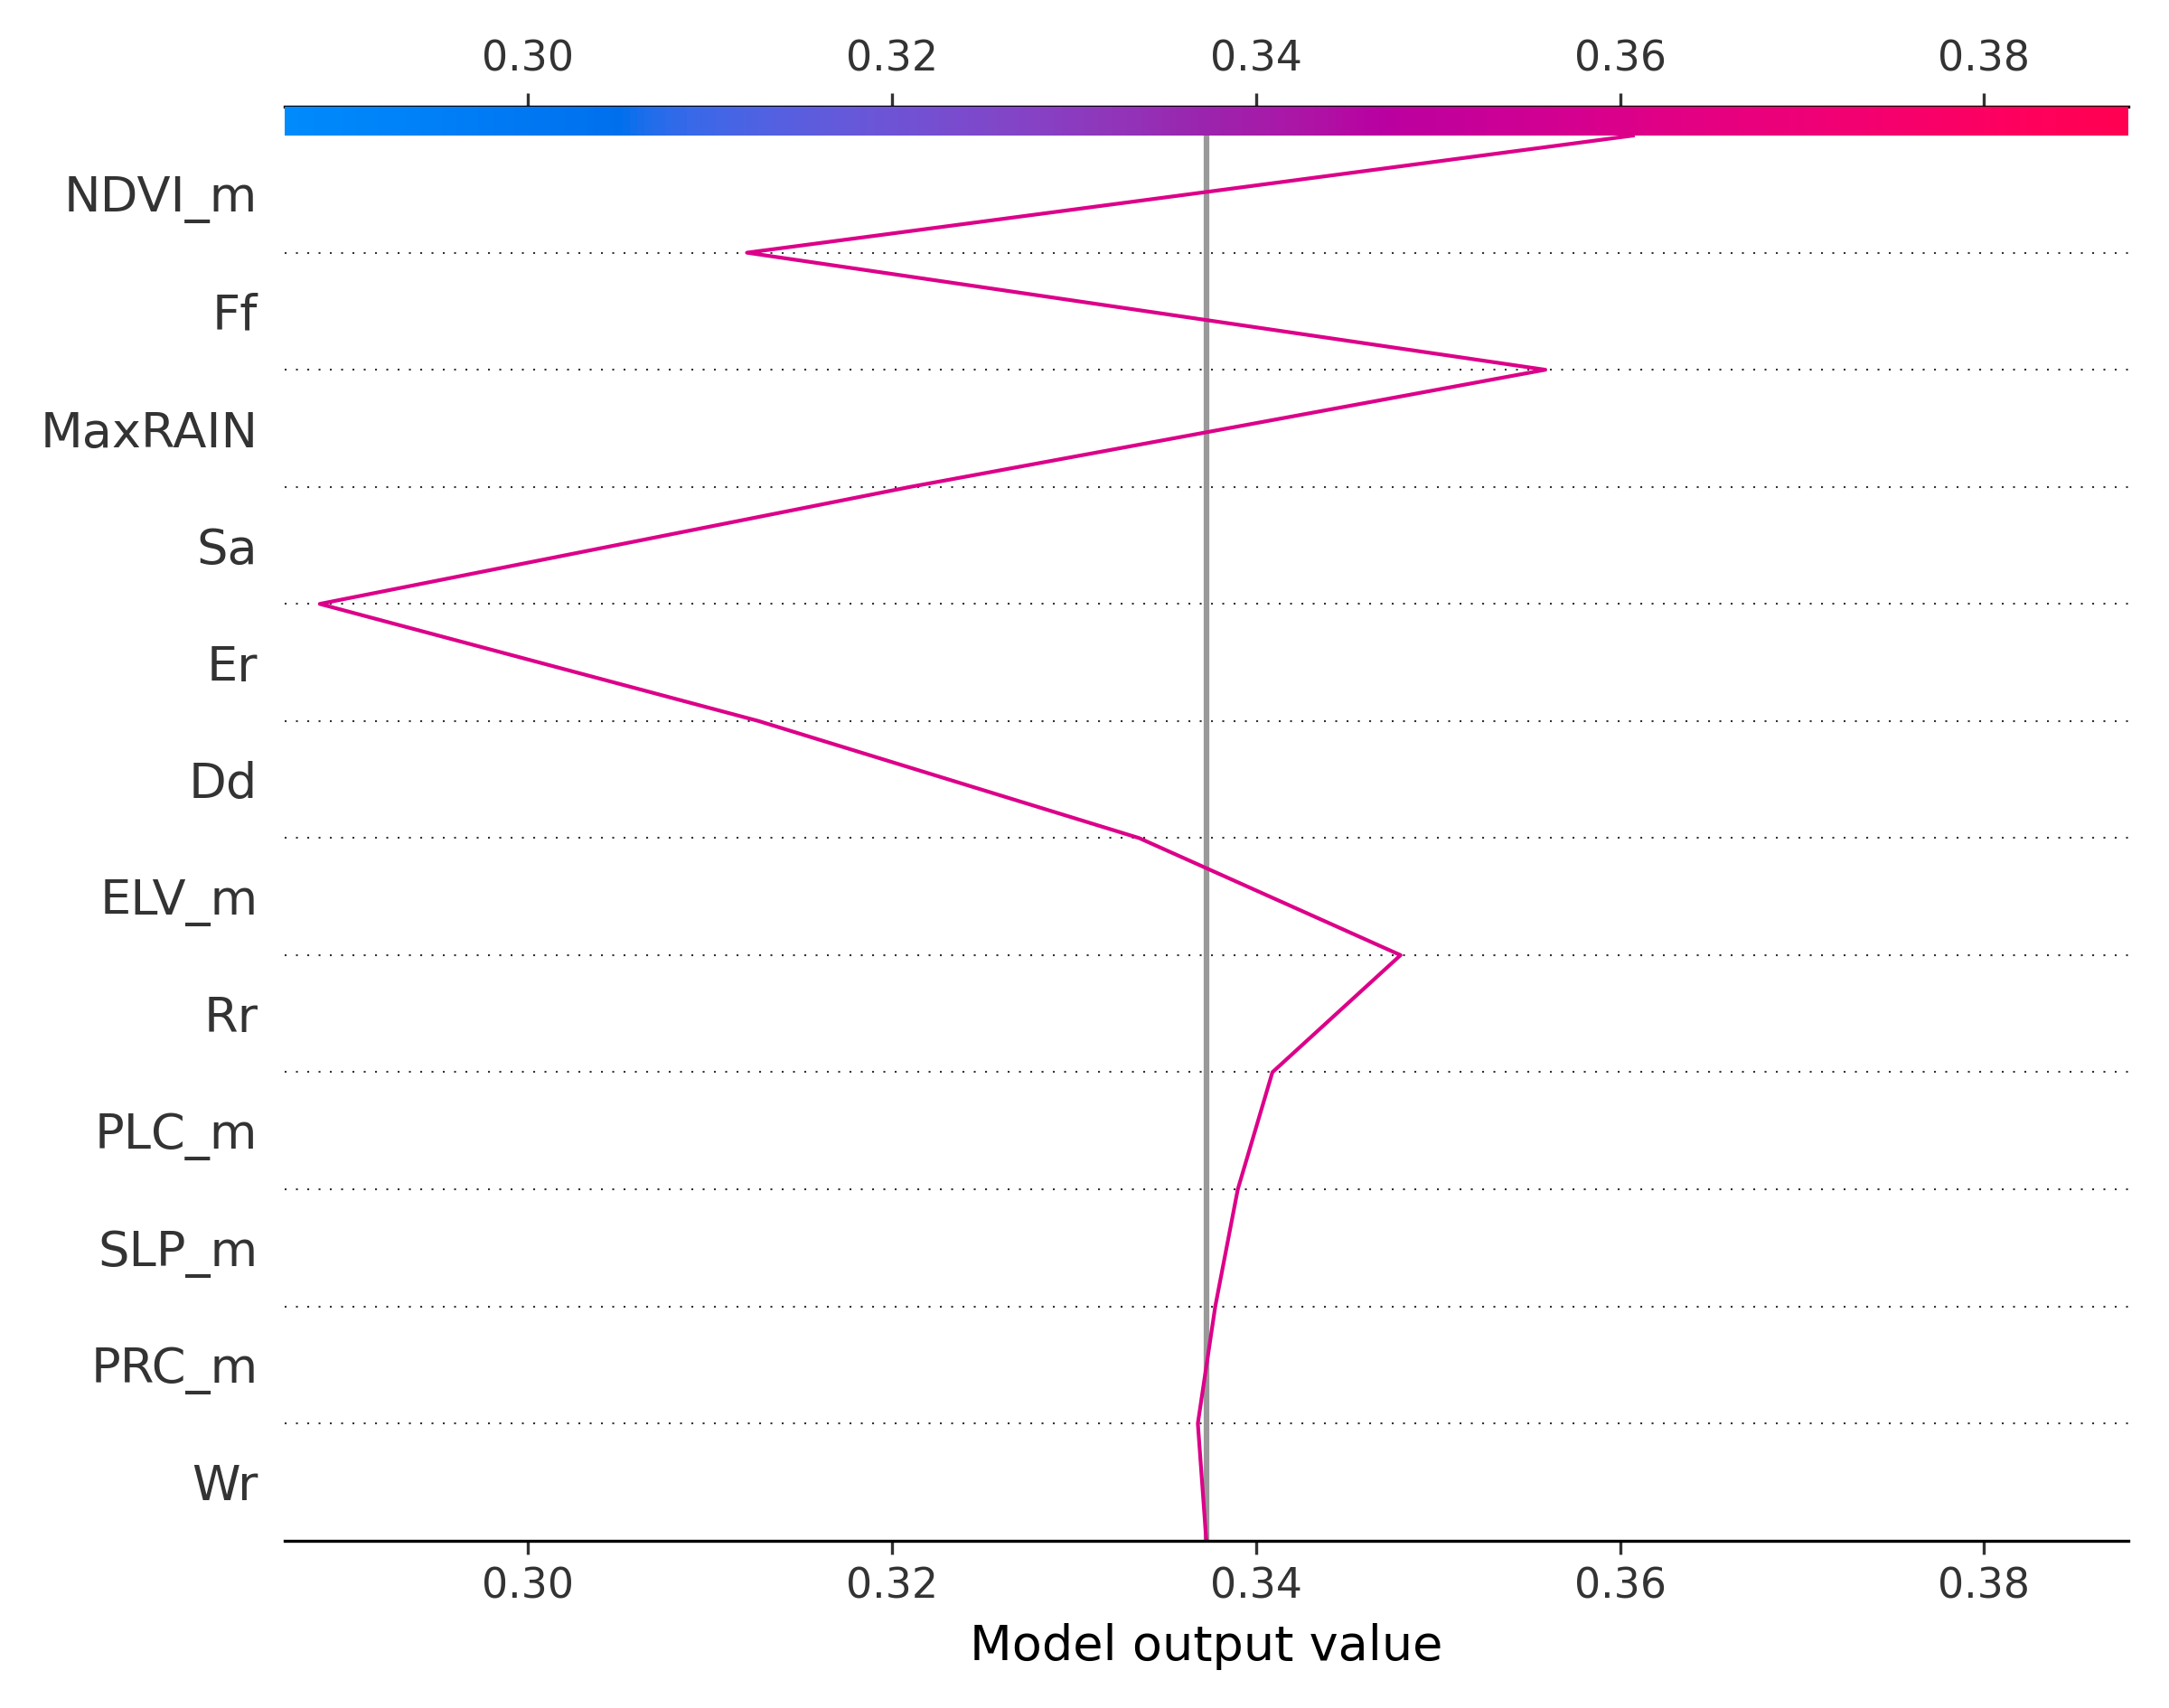 0.30 0.32 0.34 0.36 0.38
NDVI_m
Ff
MaxRAIN
Sa
Er
Dd
ELV_m
Rr
PLC_m
SLP_m
PRC_m
Wr
0.30 0.32 0.34 0.36 0.38
Model output value